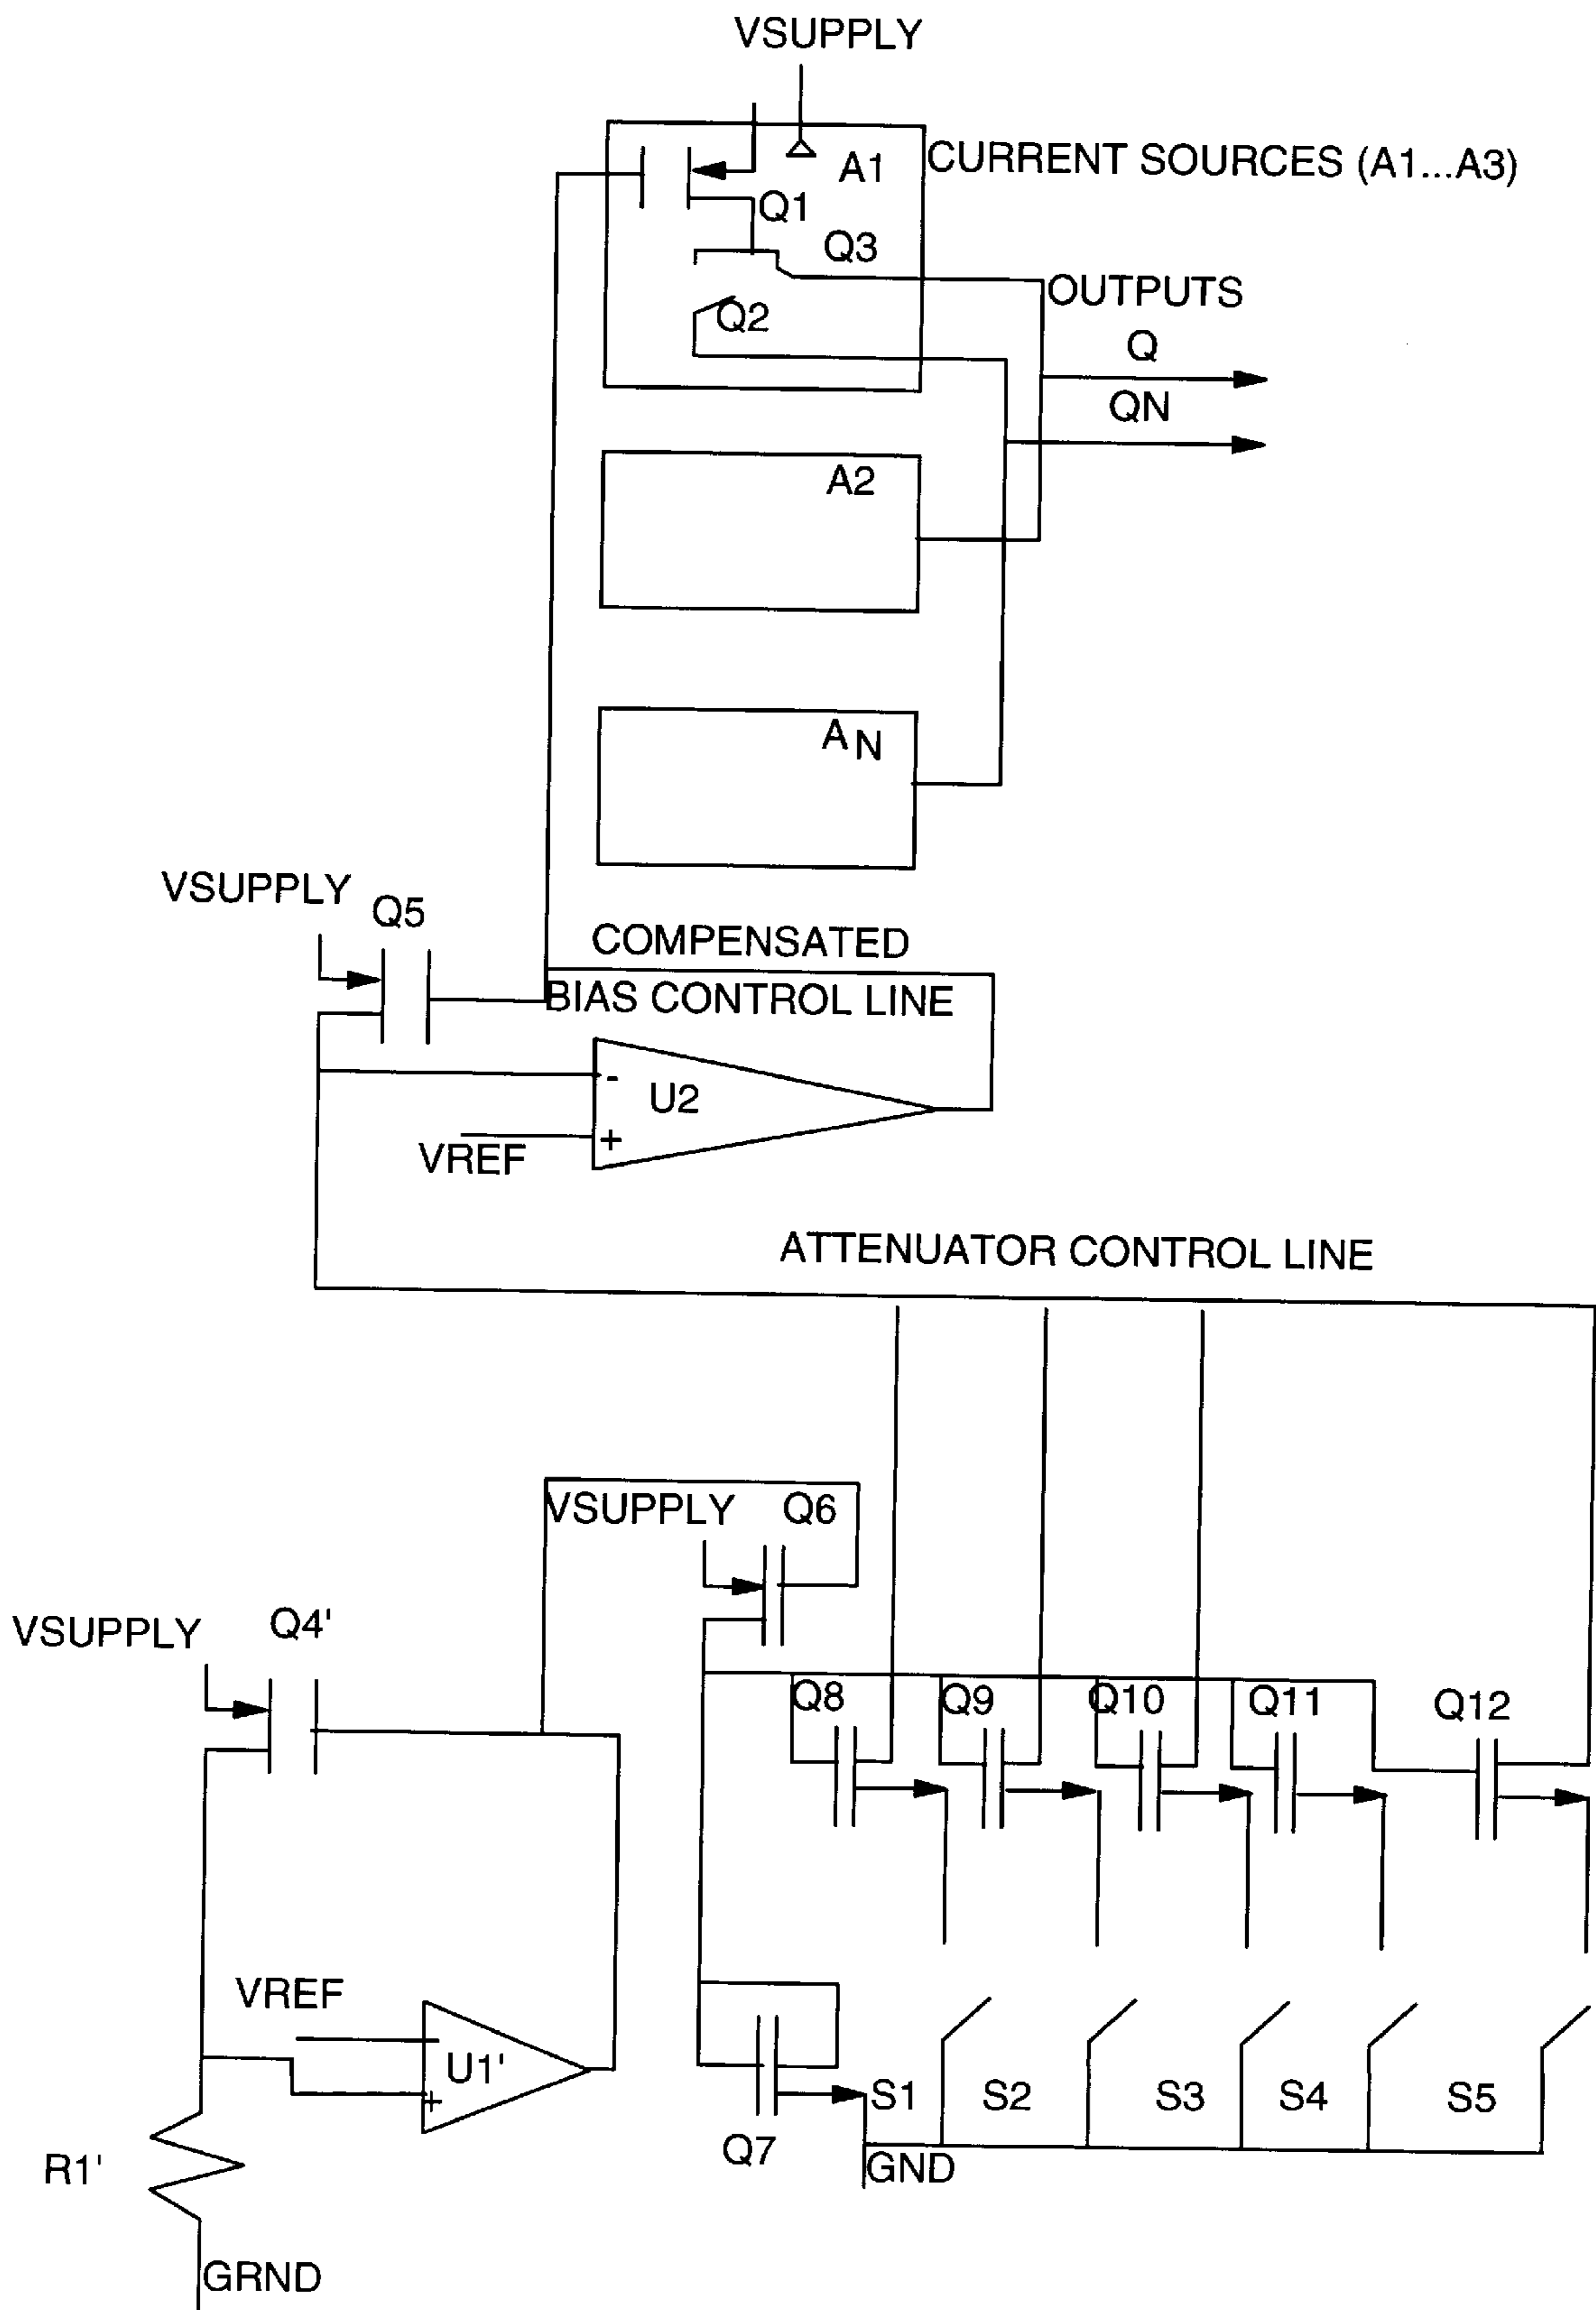 VSUPPLY
A1
CURRENT SOURCES (A1...A3)
Q1
Q3
Q2
OUTPUTS
Q
QN
A2
A N
VSUPPLY
Q5
COMPENSATED
BIAS CONTROL LINE
-
U2
+
VREF
ATTENUATOR CONTROL LINE
VSUPPLY
Q6
VSUPPLY
Q4'
Q8
Q9
Q10
Q11
Q12
VREF
U1'
+
S1
S2
S3
S4
S5
Q7
GND
R1'
GRND